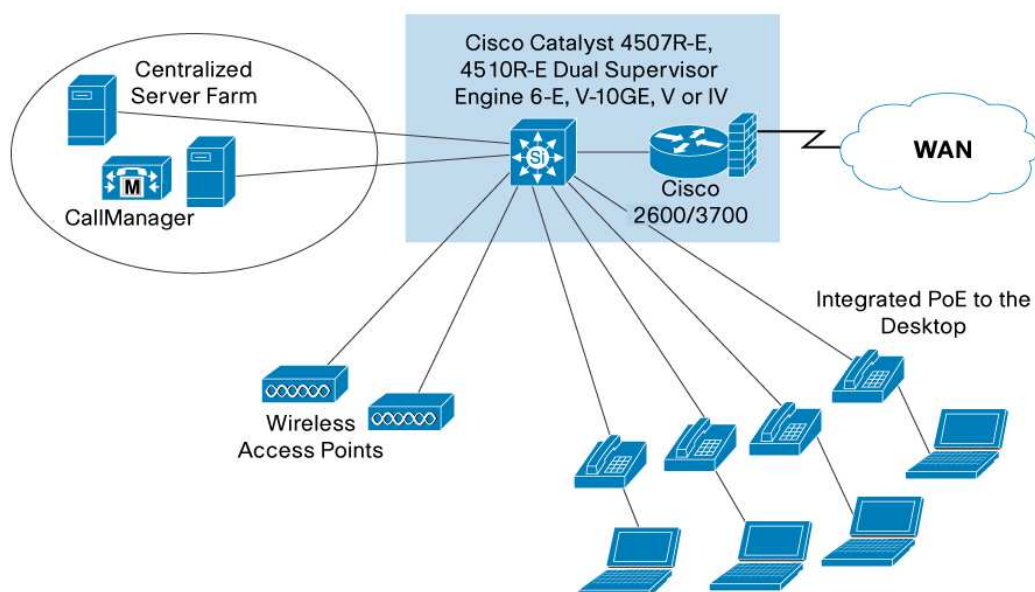 Centralized
Server Farm
M
CallManager
Cisco Catalyst 4507R-E,
4510R-E Dual Supervisor
Engine 6-E, V-10GE, V or IV
Si
Cisco
2600/3700
WAN
Integrated PoE to the
Desktop
Wireless
Access Points